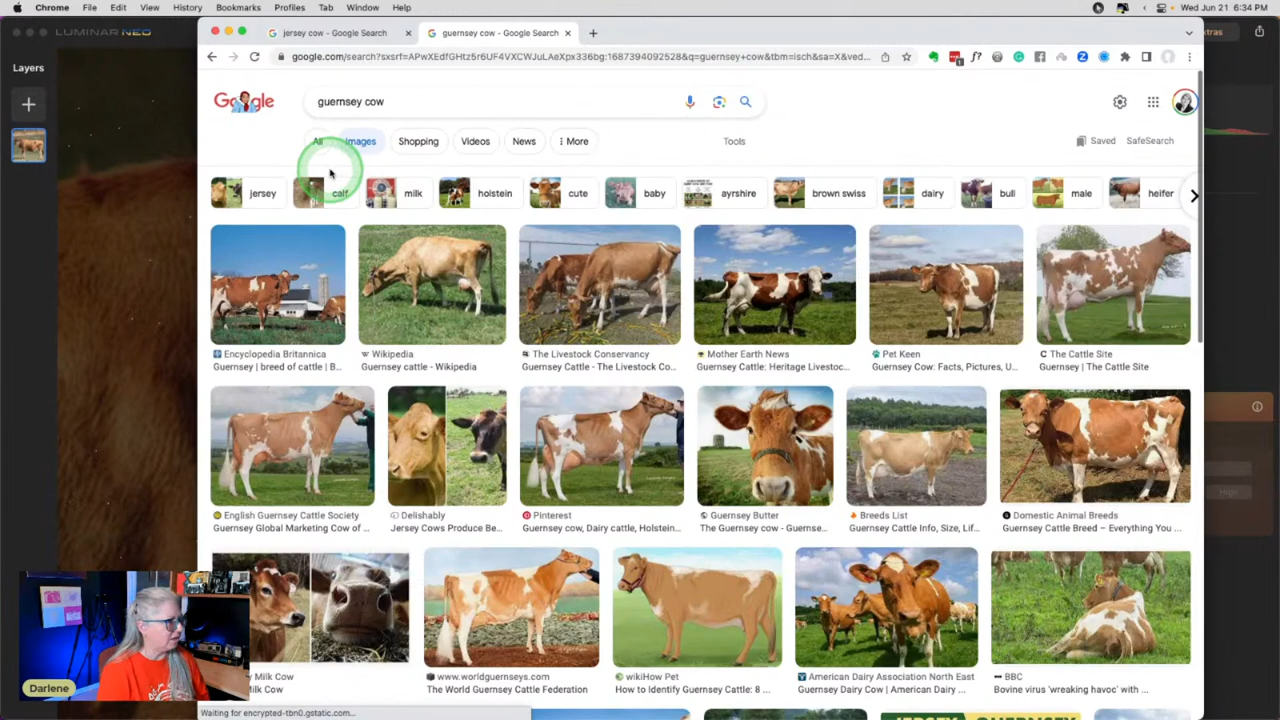 Chrome File Edit View History Bookmarks Profiles Tab Window Help Wed Jun 21 6:34 PM
LUMINAR NEO
jersey cow - Google Search
guernsey cow - Google Search
google.com/search?sxsrf=APwXEdfGHtz5r6UF4VXCWJuLAeXpx336bg:1687394092528&q=guernsey+cow&tbm=isch&sa=X&ved...
Layers
Google
guernsey cow
All Images Shopping Videos News More Tools Saved SafeSearch
jersey calf milk holstein cute baby ayrshire brown swiss dairy bull male heifer
Encyclopedia Britannica
Guernsey | breed of cattle | B...
Wikipedia
Guernsey cattle - Wikipedia
The Livestock Conservancy
Guernsey Cattle - The Livestock Co...
Mother Earth News
Guernsey Cattle: Heritage Livestoc...
Pet Keen
Guernsey Cow: Facts, Pictures, U...
The Cattle Site
Guernsey | The Cattle Site
English Guernsey Cattle Society
Guernsey Global Marketing Cow of ...
Delishably
Jersey Cows Produce Be...
Pinterest
Guernsey cow, Dairy cattle, Holstein...
Guernsey Butter
The Guernsey cow - Guernse...
Breeds List
Guernsey Cattle Info, Size, Lif...
Domestic Animal Breeds
Guernsey Cattle Breed – Everything You ...
Milk Cow
Milk Cow
www.worldguernseys.com
The World Guernsey Cattle Federation
wikiHow Pet
How to Identify Guernsey Cattle: 8 ...
American Dairy Association North East
Guernsey Dairy Cow | American Dairy ...
BBC
Bovine virus 'wreaking havoc' with ...
Darlene
Waiting for encrypted-tbn0.gstatic.com...